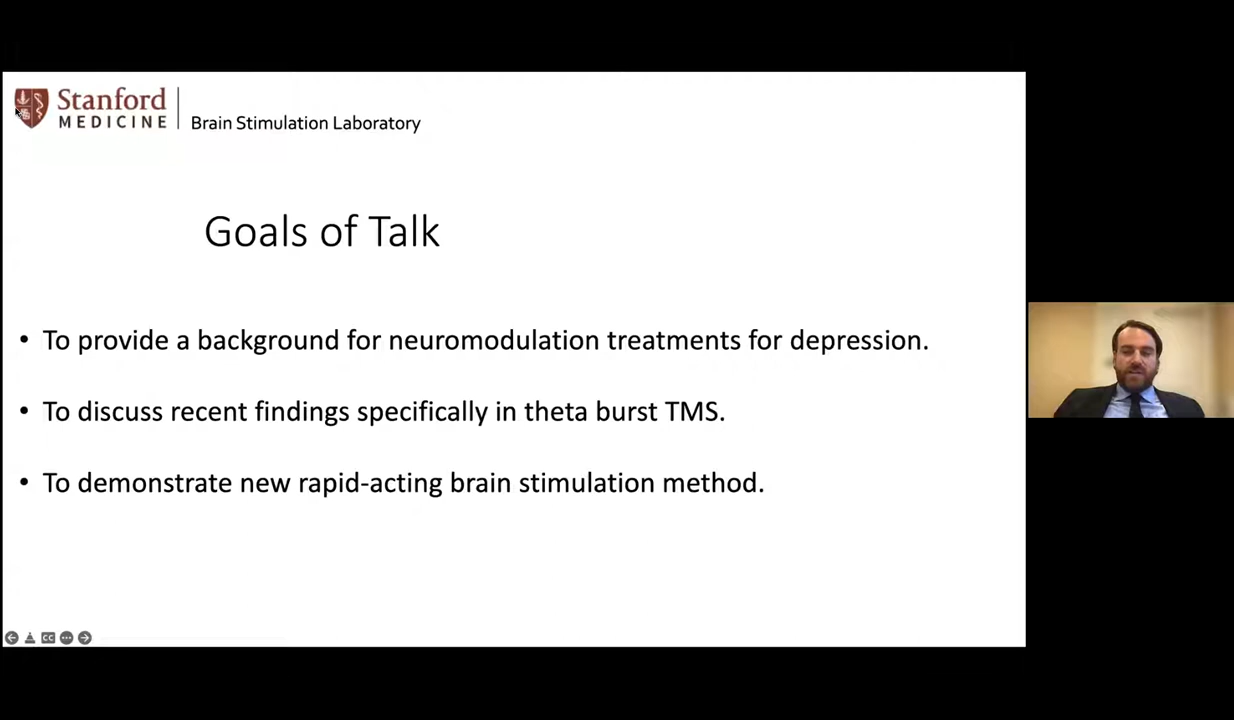 Stanford
MEDICINE
Brain Stimulation Laboratory
Goals of Talk
• To provide a background for neuromodulation treatments for depression.
• To discuss recent findings specifically in theta burst TMS.
• To demonstrate new rapid-acting brain stimulation method.
CC